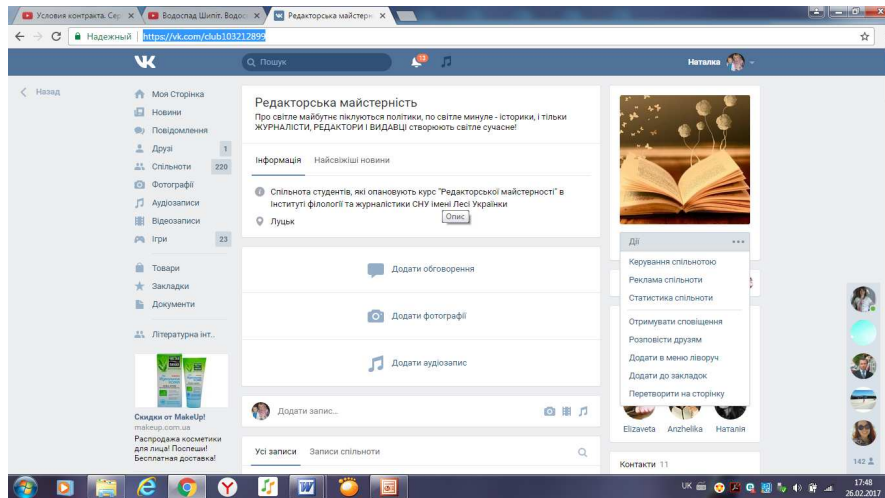 Условия контракта. Сер
Водоспад Шипіт. Водос
Редакторська майстерн
Надежный
https://vk.com/club103212899
Пошук
13
Наталка
Назад
Моя Сторінка
Новини
Повідомлення
Друзі 1
Спільноти 220
Фотографії
Аудіозаписи
Відеозаписи
Ігри 23
Товари
Закладки
Документи
Літературна інт..
Скидки от MakeUp!
makeup.com.ua
Распродажа косметики
для лица! Поспеши!
Бесплатная доставка!
Редакторська майстерність
Про світле майбутнє піклуются політики, по світле минуле - історики, і тільки
ЖУРНАЛІСТИ, РЕДАКТОРИ І ВИДАВЦІ створюють світле сучасне!
Інформація Найсвіжіші новини
Спільнота студентів, які опановують курс "Редакторської майстерності" в
Інституті філології та журналістики СНУ імені Лесі Українки
Опис
Луцьк
Додати обговорення
Додати фотографії
Додати аудіозапис
Додати запис...
Усі записи Записи спільноти
Дії
Керування спільнотою
Реклама спільноти
Статистика спільноти
Отримувати сповіщення
Розповісти друзям
Додати в меню ліворуч
Додати до закладок
Перетворити на сторінку
Elizaveta Anzhelika Наталія
Контакти 11
142
UK
17:48
26.02.2017